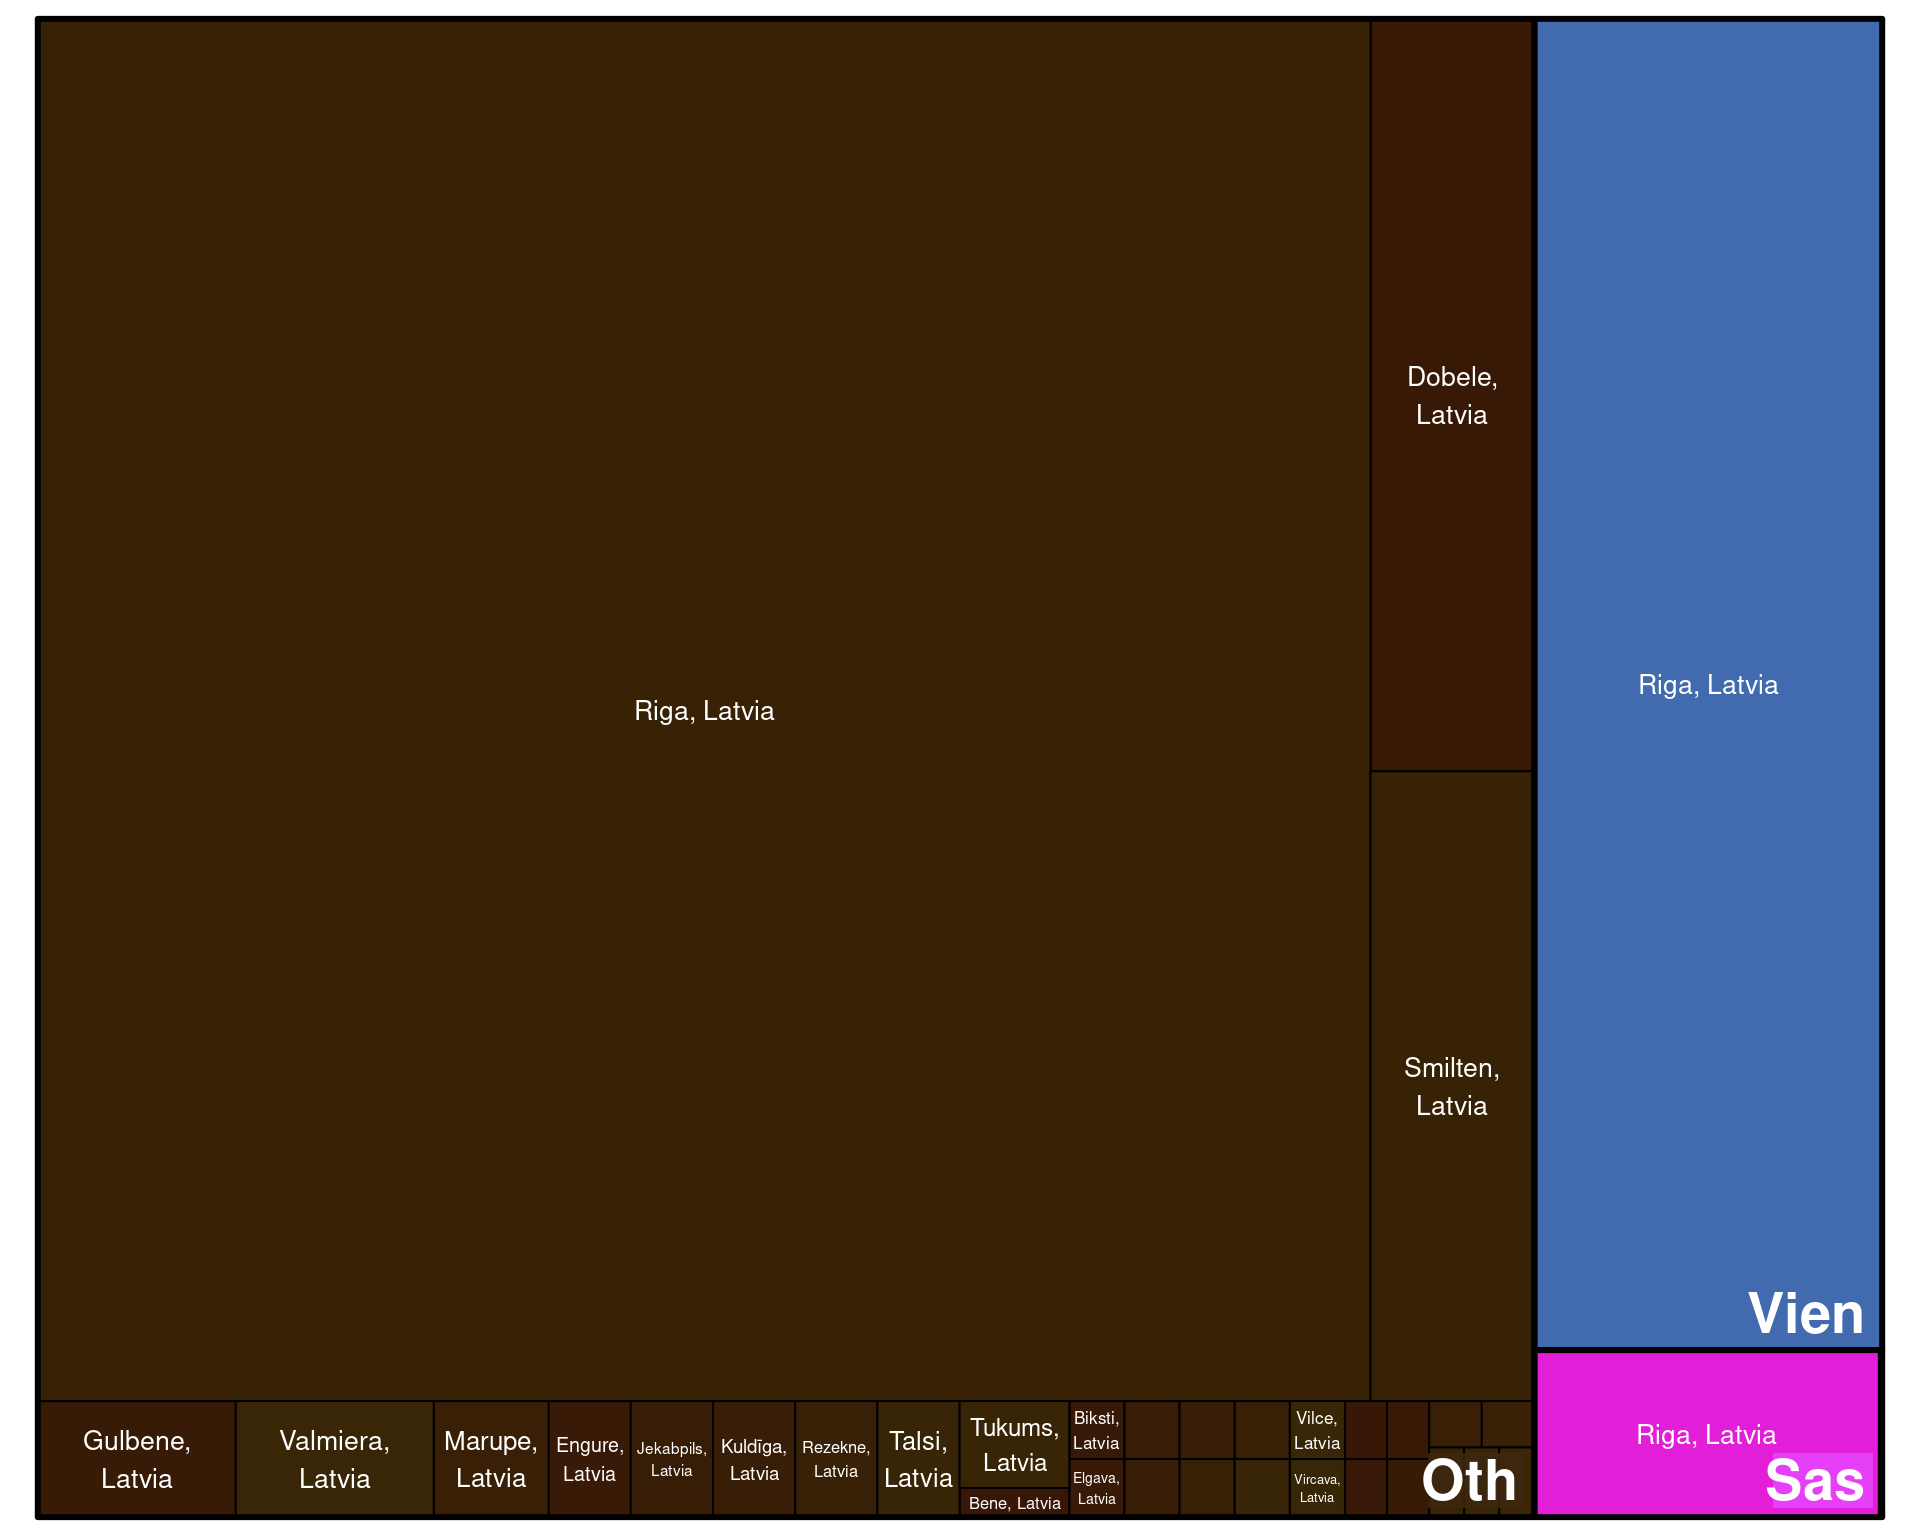 Riga, Latvia
Dobele,
Latvia
Smilten,
Latvia
Riga, Latvia
Vien
Riga, Latvia
Sas
Gulbene,
Latvia
Valmiera,
Latvia
Marupe,
Latvia
Engure,
Latvia
Jekabpils,
Latvia
Kuldīga,
Latvia
Rezekne,
Latvia
Talsi,
Latvia
Tukums,
Latvia
Bene, Latvia
Biksti,
Latvia
Elgava,
Latvia
Vilce,
Latvia
Vircava,
Latvia
Oth